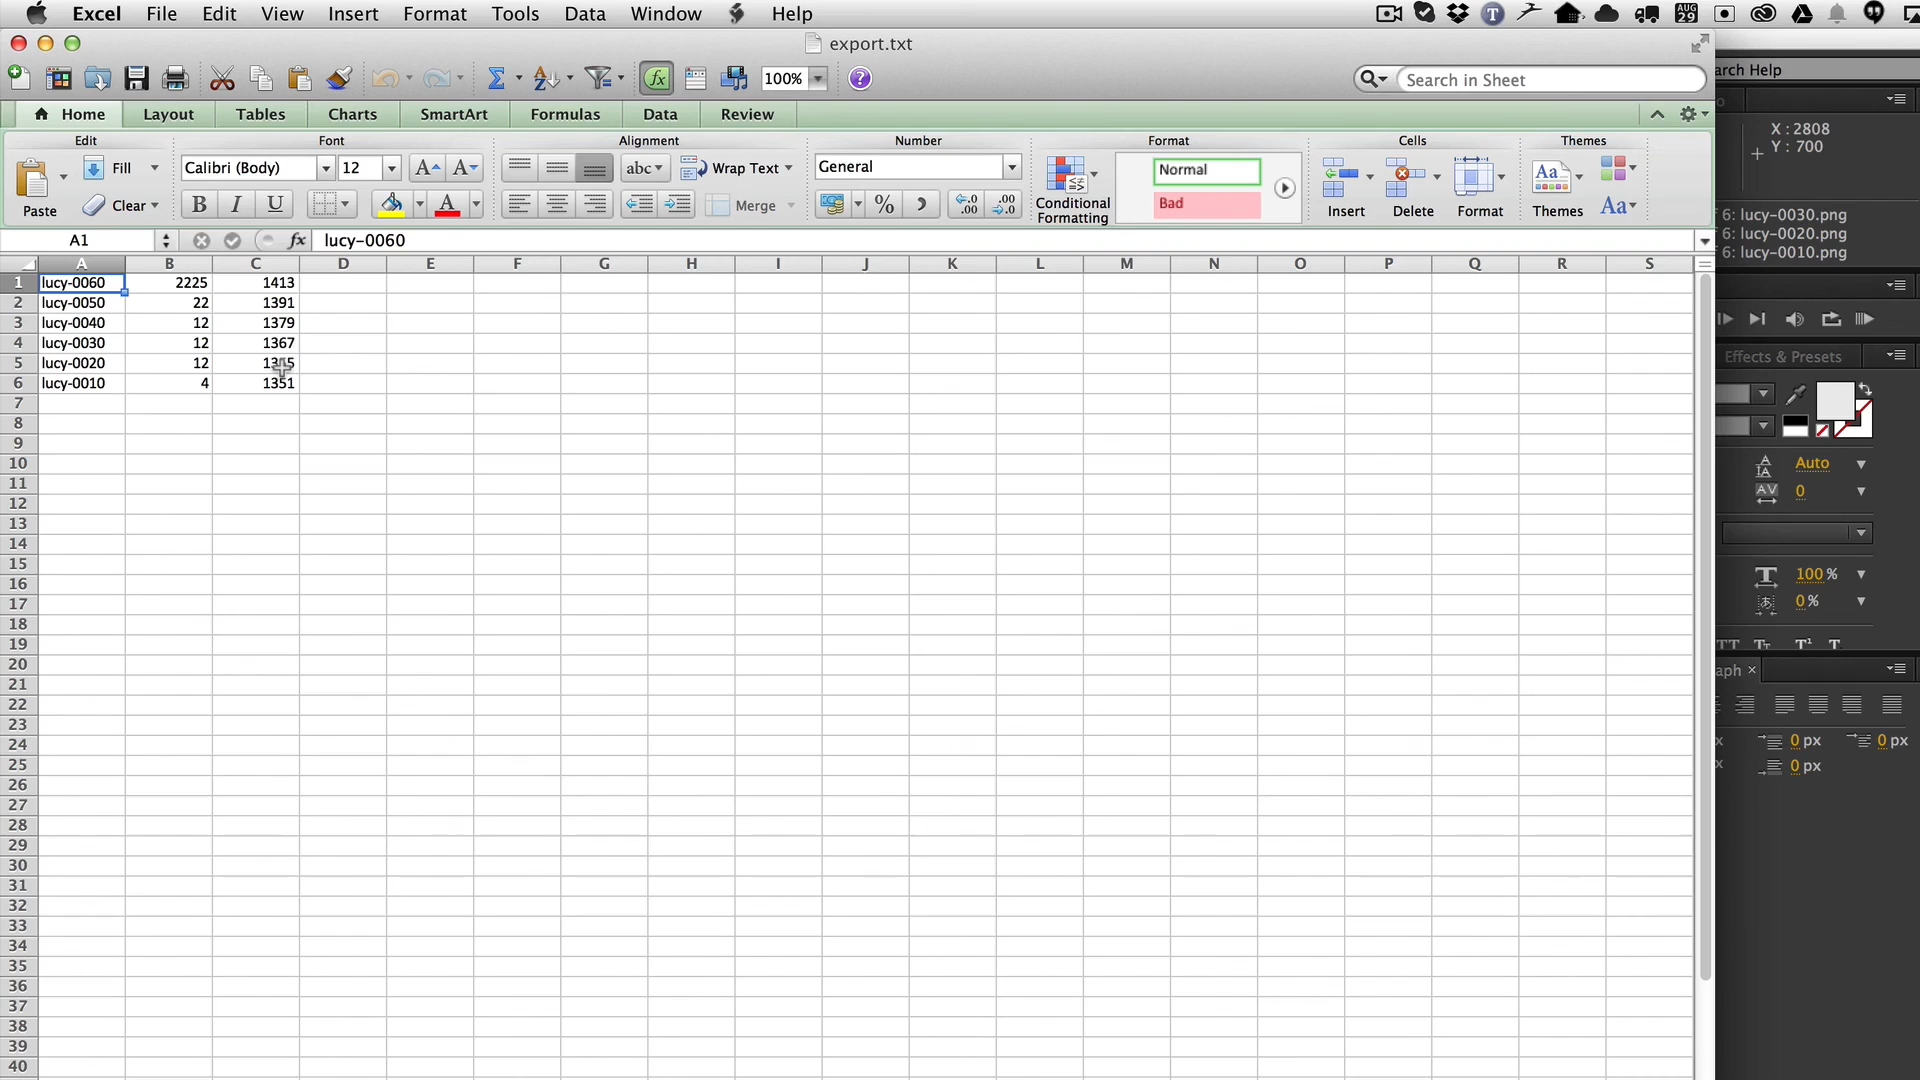 Excel File Edit View Insert Format Tools Data Window Help
AUG 29
export.txt
100% Search in Sheet
arch Help
Home Layout Tables Charts SmartArt Formulas Data Review
Edit Font Alignment Number Format Cells Themes
Paste Fill Clear
Calibri (Body) 12
B I U
abc Wrap Text
Merge
General
%
Conditional Formatting
Normal
Bad
Insert Delete Format Themes Aa
X : 2808
Y : 700
6: lucy-0030.png
6: lucy-0020.png
6: lucy-0010.png
A1 fx lucy-0060
A B C D E F G H I J K L M N O P Q R S
1 lucy-0060 2225 1413
2 lucy-0050 22 1391
3 lucy-0040 12 1379
4 lucy-0030 12 1367
5 lucy-0020 12
6 lucy-0010 4 1351
7
8
9
10
11
12
13
14
15
16
17
18
19
20
21
22
23
24
25
26
27
28
29
30
31
32
33
34
35
36
37
38
39
40
Effects & Presets
Auto
0
100 %
0 %
aph
0 px 0 px
0 px